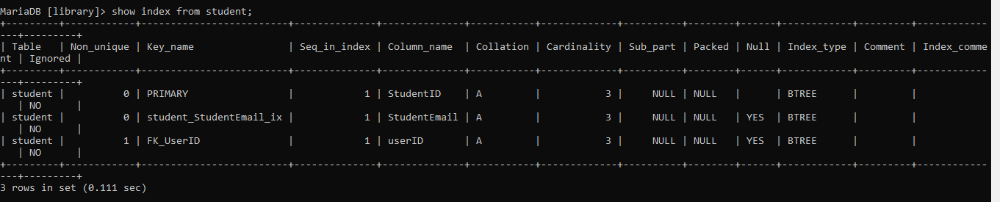 MariaDB [library]> show index from student;
+---------+------------+------------------------+--------------+--------------+-----------+-------------+----------+--------+------+------------+---------+------------
---+---------+
| Table   | Non_unique | Key_name               | Seq_in_index | Column_name  | Collation | Cardinality | Sub_part | Packed | Null | Index_type | Comment | Index_comme
nt | Ignored |
+---------+------------+------------------------+--------------+--------------+-----------+-------------+----------+--------+------+------------+---------+------------
---+---------+
| student |          0 | PRIMARY                |            1 | StudentID    | A         |           3 |     NULL | NULL   |      | BTREE      |         |
   | NO      |
| student |          0 | student_StudentEmail_ix |            1 | StudentEmail | A         |           3 |     NULL | NULL   | YES  | BTREE      |         |
   | NO      |
| student |          1 | FK_UserID              |            1 | userID       | A         |           3 |     NULL | NULL   | YES  | BTREE      |         |
   | NO      |
+---------+------------+------------------------+--------------+--------------+-----------+-------------+----------+--------+------+------------+---------+------------
---+---------+
3 rows in set (0.111 sec)